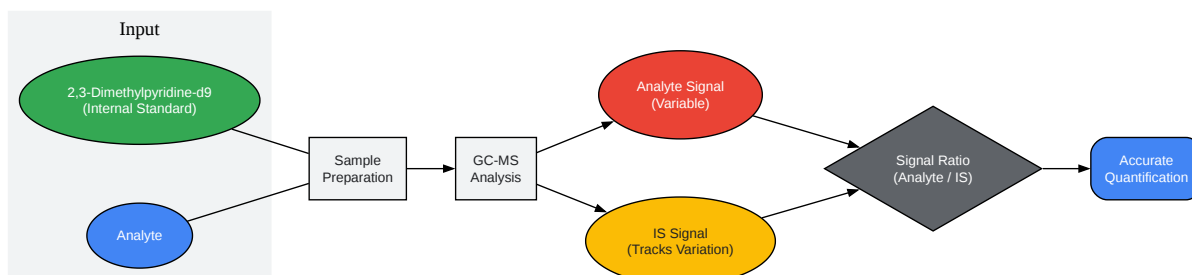 Input
2,3-Dimethylpyridine-d9
(Internal Standard)
Analyte
Sample
Preparation
GC-MS
Analysis
Analyte Signal
(Variable)
IS Signal
(Tracks Variation)
Signal Ratio
(Analyte / IS)
Accurate
Quantification